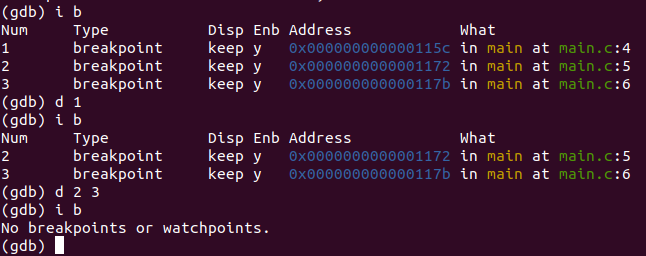 (gdb) i b
Num     Type           Disp Enb Address            What
1       breakpoint     keep y   0x000000000000115c in main at main.c:4
2       breakpoint     keep y   0x0000000000001172 in main at main.c:5
3       breakpoint     keep y   0x000000000000117b in main at main.c:6
(gdb) d 1
(gdb) i b
Num     Type           Disp Enb Address            What
2       breakpoint     keep y   0x0000000000001172 in main at main.c:5
3       breakpoint     keep y   0x000000000000117b in main at main.c:6
(gdb) d 2 3
(gdb) i b
No breakpoints or watchpoints.
(gdb)